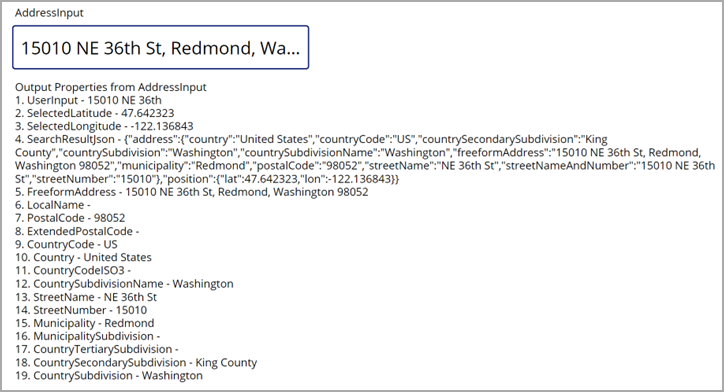 AddressInput
15010 NE 36th St, Redmond, Wa...
Output Properties from AddressInput
1. UserInput - 15010 NE 36th
2. SelectedLatitude - 47.642323
3. SelectedLongitude - -122.136843
4. SearchResultJson - {"address":{"country":"United States","countryCode":"US","countrySecondarySubdivision":"King
County","countrySubdivision":"Washington","countrySubdivisionName":"Washington","freeformAddress":"15010 NE 36th St, Redmond,
Washington 98052","municipality":"Redmond","postalCode":"98052","streetName":"NE 36th St","streetNameAndNumber":"15010 NE 36th
St","streetNumber":"15010"},"position":{"lat":47.642323,"lon":-122.136843}}
5. FreeformAddress - 15010 NE 36th St, Redmond, Washington 98052
6. LocalName -
7. PostalCode - 98052
8. ExtendedPostalCode -
9. CountryCode - US
10. Country - United States
11. CountryCodeISO3 -
12. CountrySubdivisionName - Washington
13. StreetName - NE 36th St
14. StreetNumber - 15010
15. Municipality - Redmond
16. MunicipalitySubdivision -
17. CountryTertiarySubdivision -
18. CountrySecondarySubdivision - King County
19. CountrySubdivision - Washington